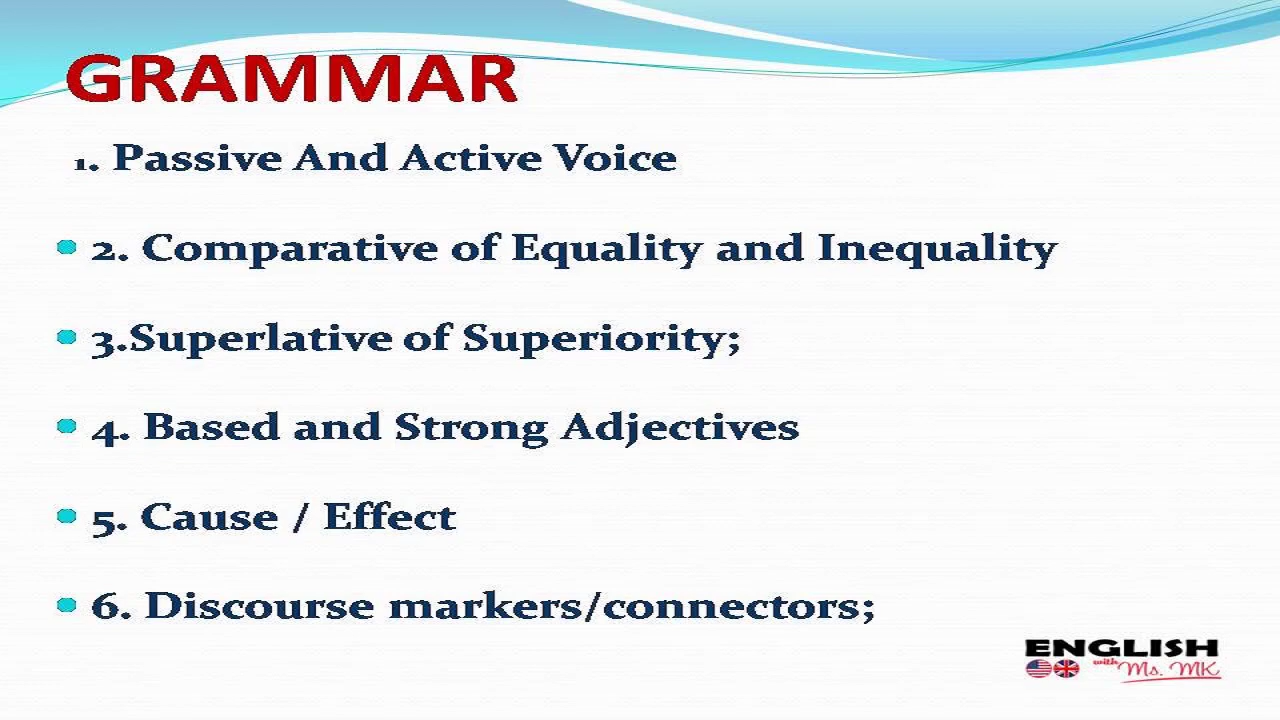 GRAMMAR
1. Passive And Active Voice
2. Comparative of Equality and Inequality
3.Superlative of Superiority;
4. Based and Strong Adjectives
5. Cause / Effect
6. Discourse markers/connectors;
ENGLISH
with Ms. MK